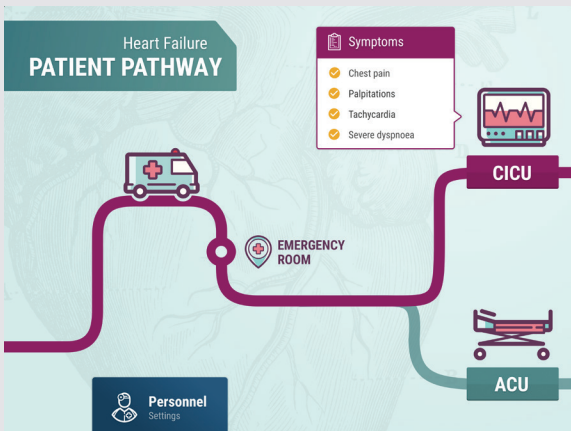 Heart Failure
PATIENT PATHWAY
Symptoms
Chest pain
Palpitations
Tachycardia
Severe dyspnoea
CICU
EMERGENCY
ROOM
ACU
Personnel
Settings